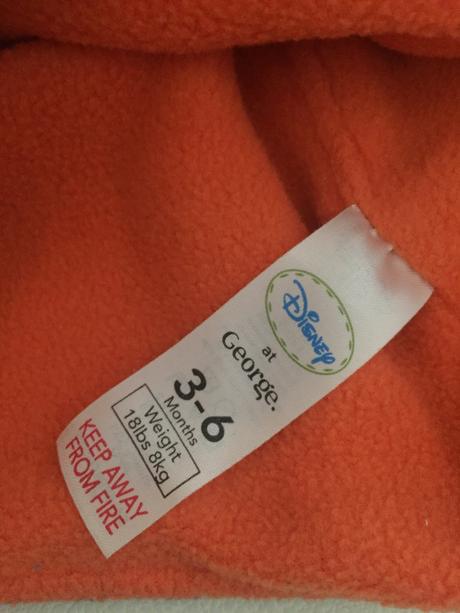 Disney
at
George.
3-6
Months
Weight
18lbs 8kg
KEEP AWAY
FROM FIRE